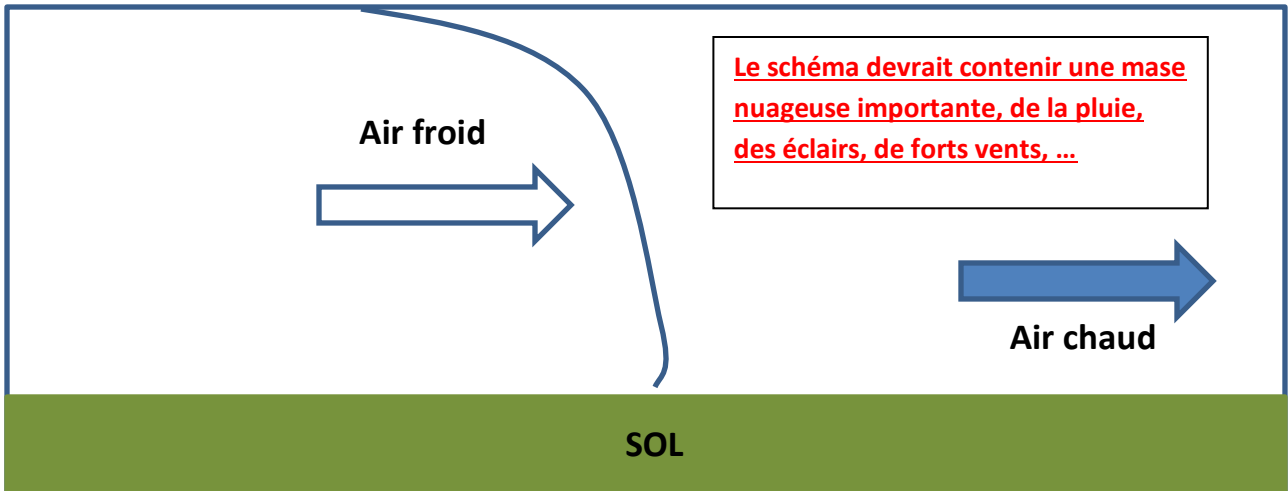 Le schéma devrait contenir une mase
nuageuse importante, de la pluie,
des éclairs, de forts vents, …
Air froid
Air chaud
SOL